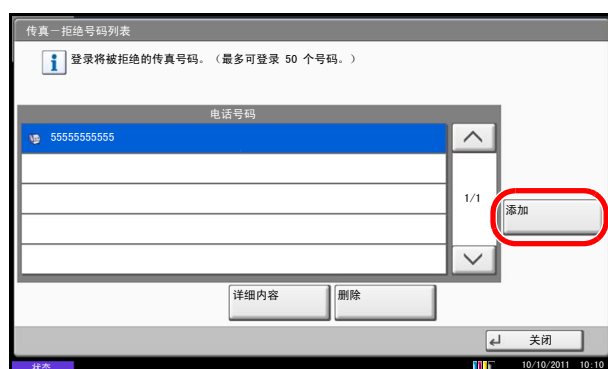 传真－拒绝号码列表
登录将被拒绝的传真号码。（最多可登录 50 个号码。）
电话号码
55555555555
1/1
添加
详细内容
删除
关闭
状态
10/10/2011 10:10